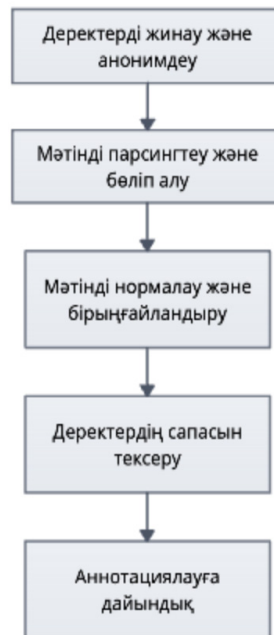 Деректерді жинау және
анонимдеу
Мәтінді парсингтеу және
бөліп алу
Мәтінді нормалау және
бірыңғайландыру
Деректердің сапасын
тексеру
Аннотациялауға
дайындық